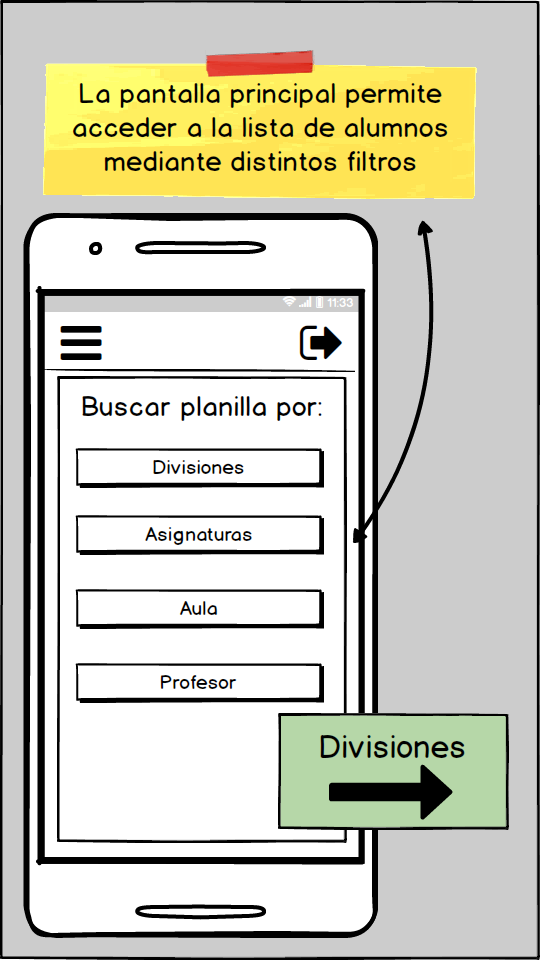 La pantalla principal permite
acceder a la lista de alumnos
mediante distintos filtros
11:33
Buscar planilla por:
Divisiones
Asignaturas
Aula
Profesor
Divisiones